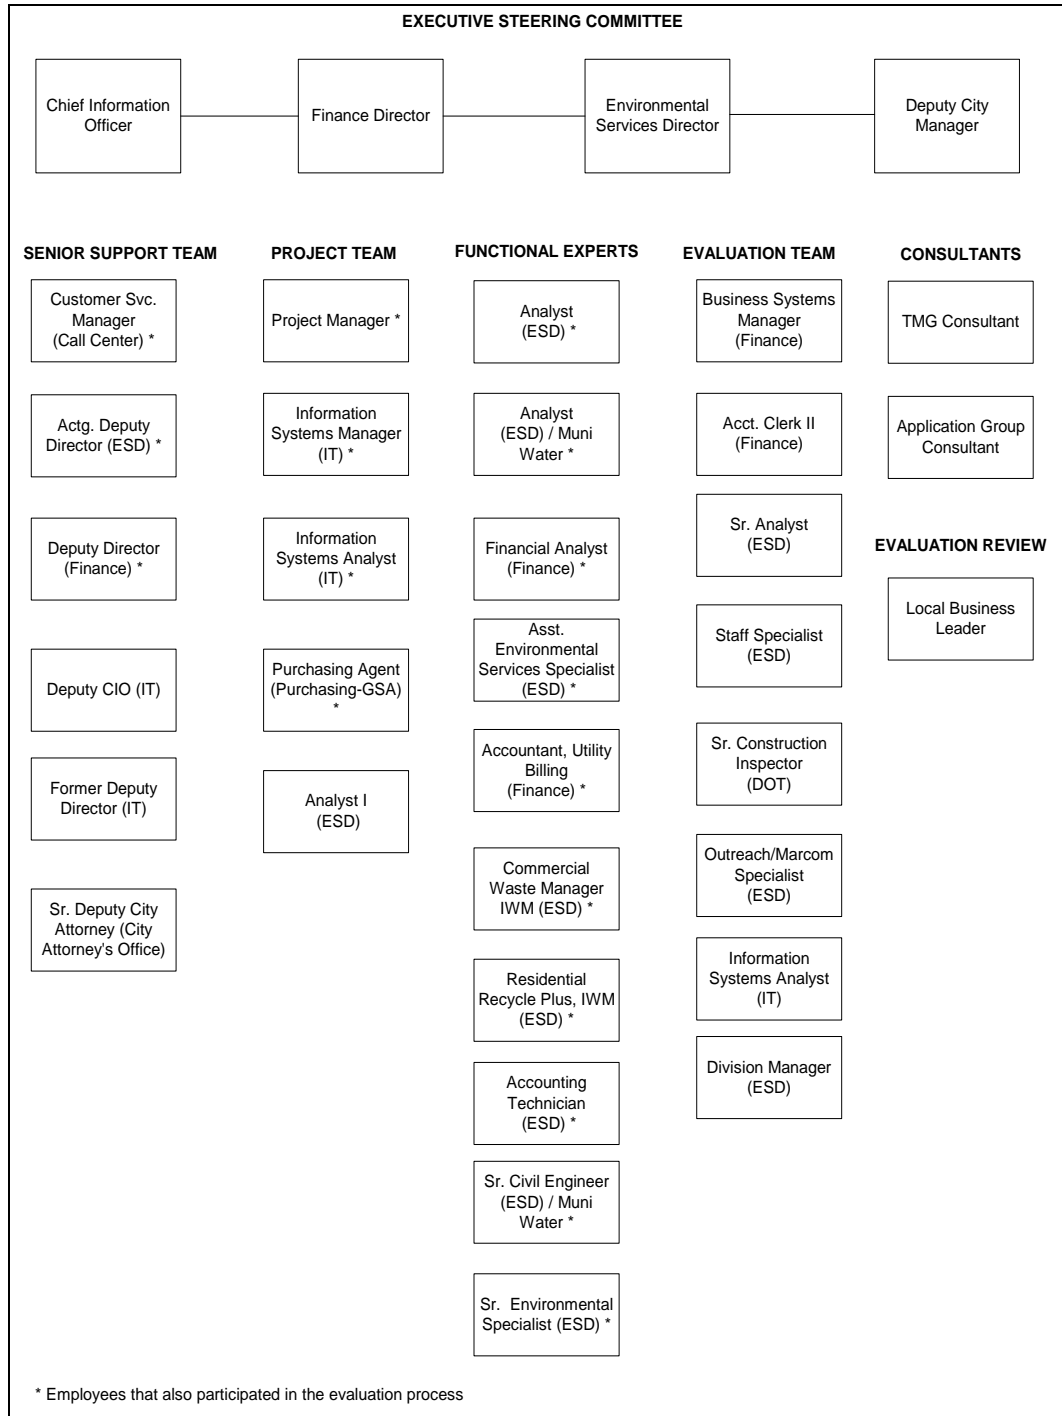 EXECUTIVE STEERING COMMITTEE
Chief Information
Officer
Finance Director
Environmental
Services Director
Deputy City
Manager
SENIOR SUPPORT TEAM
Customer Svc.
Manager
(Call Center) *
Actg. Deputy
Director (ESD) *
Deputy Director
(Finance) *
Deputy CIO (IT)
Former Deputy
Director (IT)
Sr. Deputy City
Attorney (City
Attorney's Office)
PROJECT TEAM
Project Manager *
Information
Systems Manager
(IT) *
Information
Systems Analyst
(IT) *
Purchasing Agent
(Purchasing-GSA)
*
Analyst I
(ESD)
FUNCTIONAL EXPERTS
Analyst
(ESD) *
Analyst
(ESD) / Muni
Water *
Financial Analyst
(Finance) *
Asst.
Environmental
Services Specialist
(ESD) *
Accountant, Utility
Billing
(Finance) *
Commercial
Waste Manager
IWM (ESD) *
Residential
Recycle Plus, IWM
(ESD) *
Accounting
Technician
(ESD) *
Sr. Civil Engineer
(ESD) / Muni
Water *
Sr. Environmental
Specialist (ESD) *
EVALUATION TEAM
Business Systems
Manager
(Finance)
Acct. Clerk II
(Finance)
Sr. Analyst
(ESD)
Staff Specialist
(ESD)
Sr. Construction
Inspector
(DOT)
Outreach/Marcom
Specialist
(ESD)
Information
Systems Analyst
(IT)
Division Manager
(ESD)
CONSULTANTS
TMG Consultant
Application Group
Consultant
EVALUATION REVIEW
Local Business
Leader
* Employees that also participated in the evaluation process